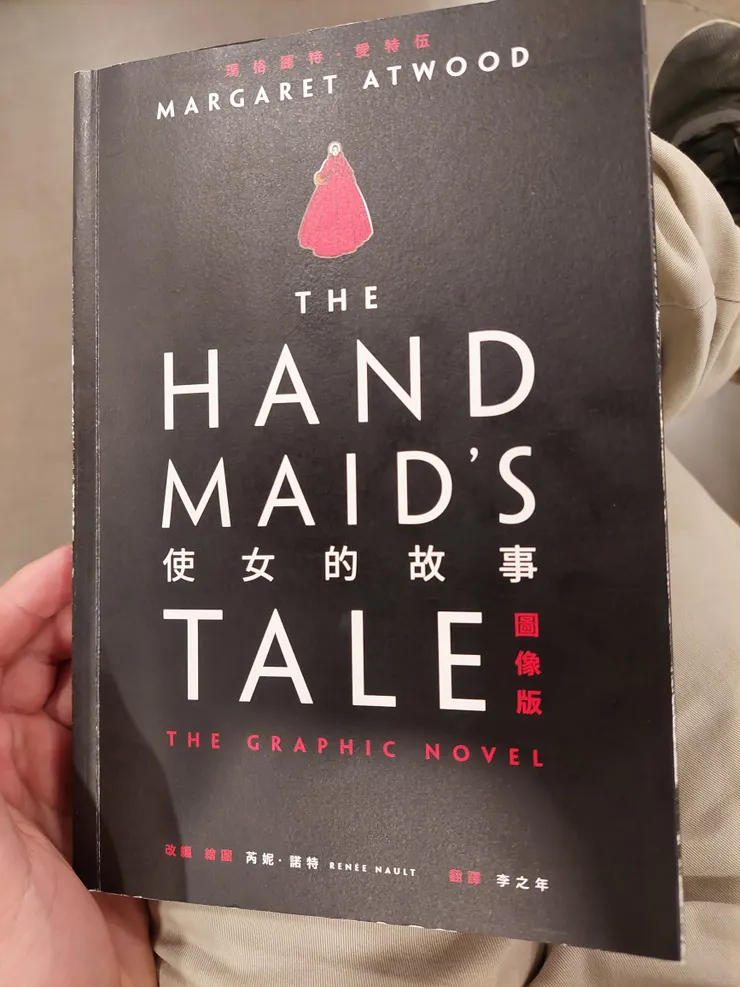 瑪格麗特·愛特伍
MARGARET ATWOOD
THE
HAND
MAID'S
使女的故事
TALE
圖像版
THE GRAPHIC NOVEL
改編 繪圖 芮妮·諾特 RENÉE NAULT 翻譯 李之年